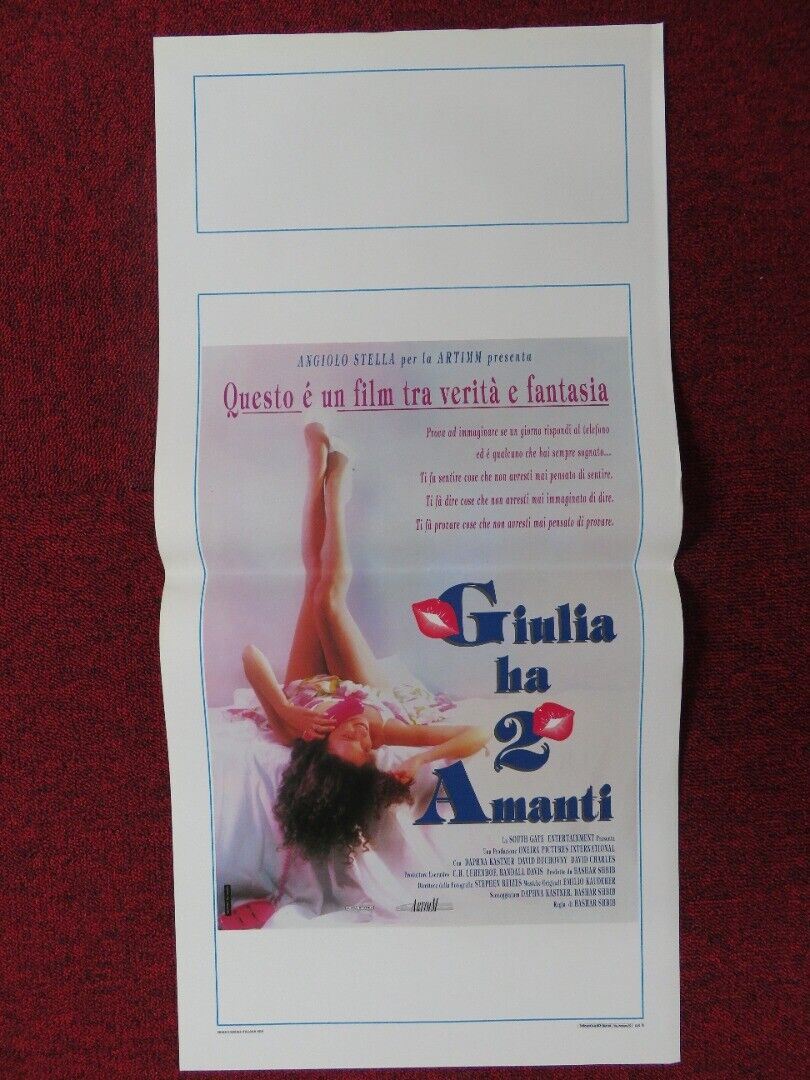 ANGIOLO STELLA per la ARTIMM presenta
Questo é un film tra verità e fantasia
Prova ad immaginare se un giorno rispondi al telefono
ed é qualcuno che hai sempre sognato...
Ti fa sentire cose che non avresti mai pensato di sentire.
Ti fà dire cose che non avresti mai immaginato di dire.
Ti fà provare cose che non avresti mai pensato di provare.
Giulia
ha
2
Amanti
La SOUTH GATE ENTERTAINMENT Presenta
Una Produzione ONEIRA PICTURES INTERNATIONAL
Con DAPHNA KASTNER DAVID DUCHOVNY DAVID CHARLES
Produttore Esecutivo C.H. LEHENHOF, RANDALL DAVIS Prodotto da BASHAR SHBIB
Direttore della Fotografia STEPHEN REIZES Musiche Originali EMILIO KAUDERER
Sceneggiatura DAPHNA KASTNER, BASHAR SHBIB
Regia di BASHAR SHBIB
ARTIMM